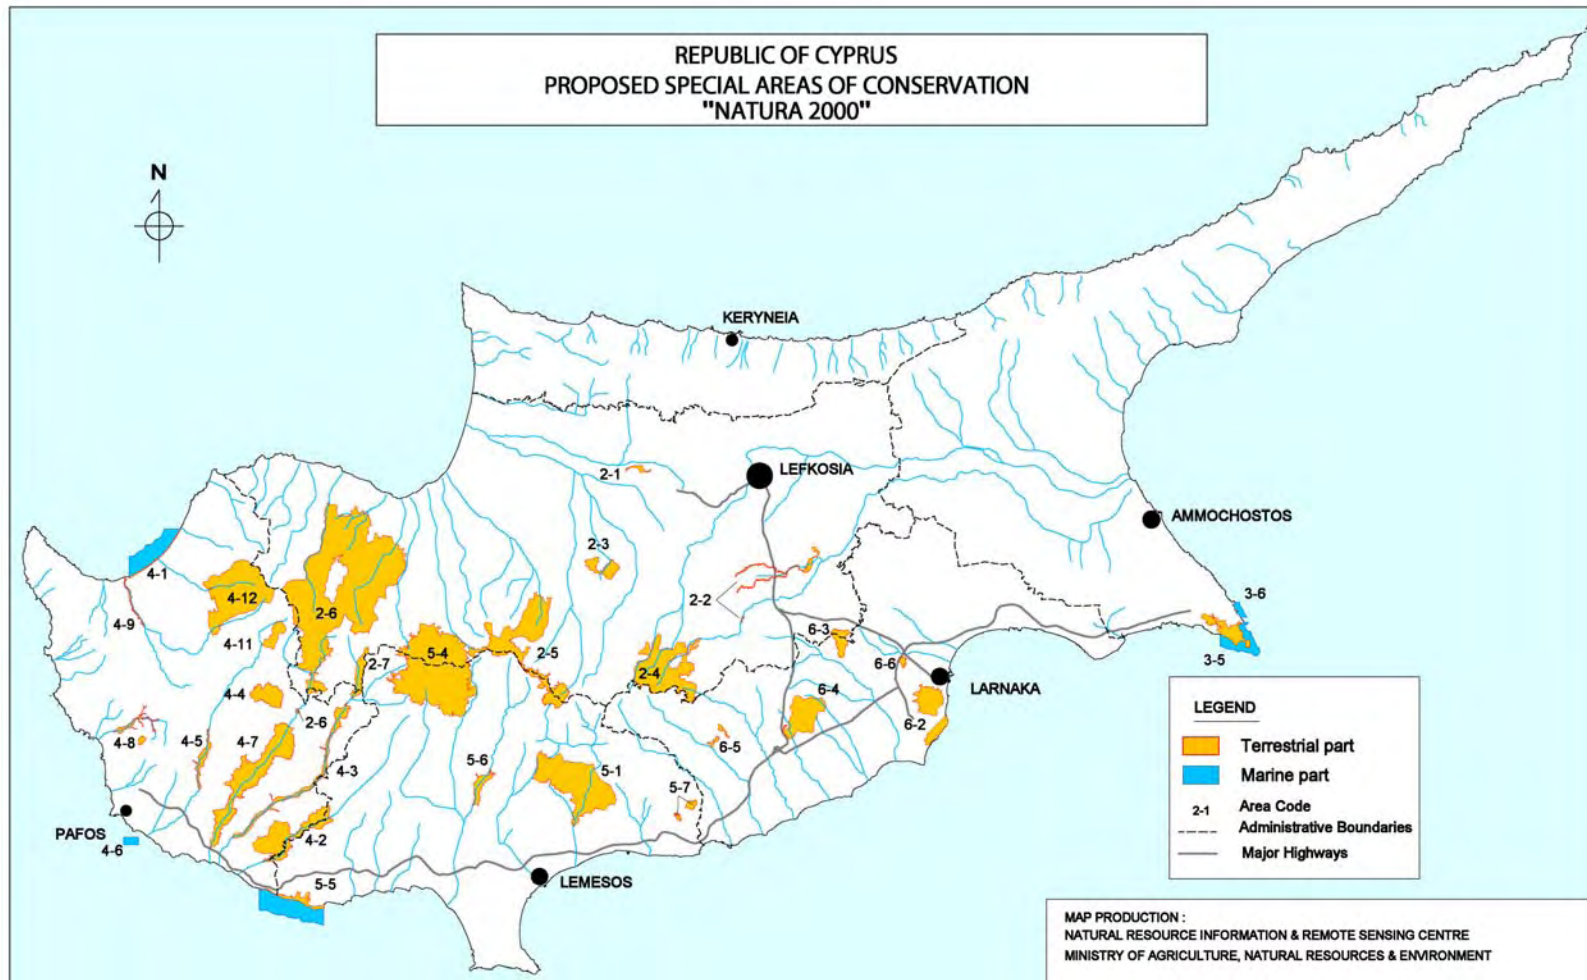 REPUBLIC OF CYPRUS
PROPOSED SPECIAL AREAS OF CONSERVATION
"NATURA 2000"
N
KERYNEIA
2-1
LEFKOSIA
AMMOCHOSTOS
2-3
4-1
4-12
2-6
2-2
3-6
4-9
4-11
6-3
2-7
5-4
2-5
2-4
6-6
3-5
LARNAKA
4-4
6-4
2-6
6-2
4-8
4-5
4-7
6-5
4-3
5-6
5-1
5-7
PAFOS
4-6
4-2
5-5
LEMESOS
LEGEND
Terrestrial part
Marine part
2-1 Area Code
Administrative Boundaries
Major Highways
MAP PRODUCTION :
NATURAL RESOURCE INFORMATION & REMOTE SENSING CENTRE
MINISTRY OF AGRICULTURE, NATURAL RESOURCES & ENVIRONMENT